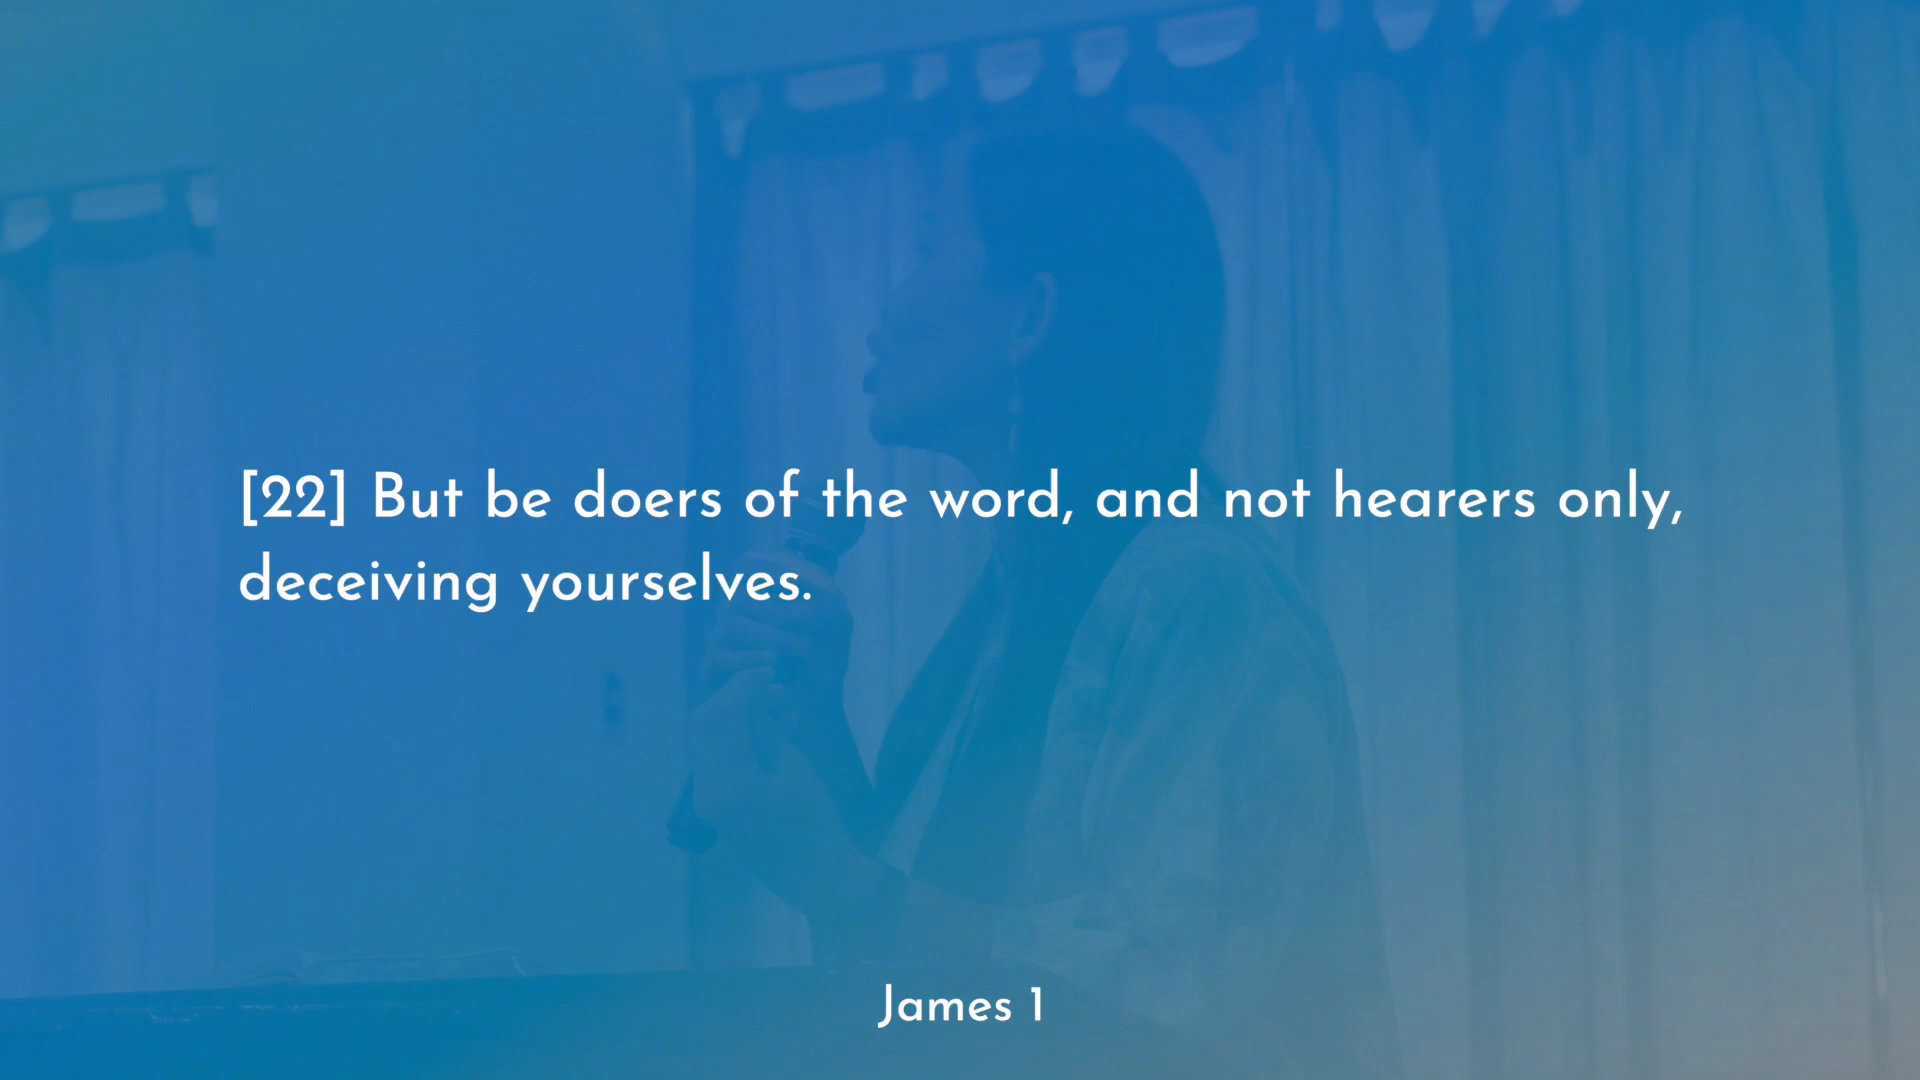 [22] But be doers of the word, and not hearers only,
deceiving yourselves.
James 1